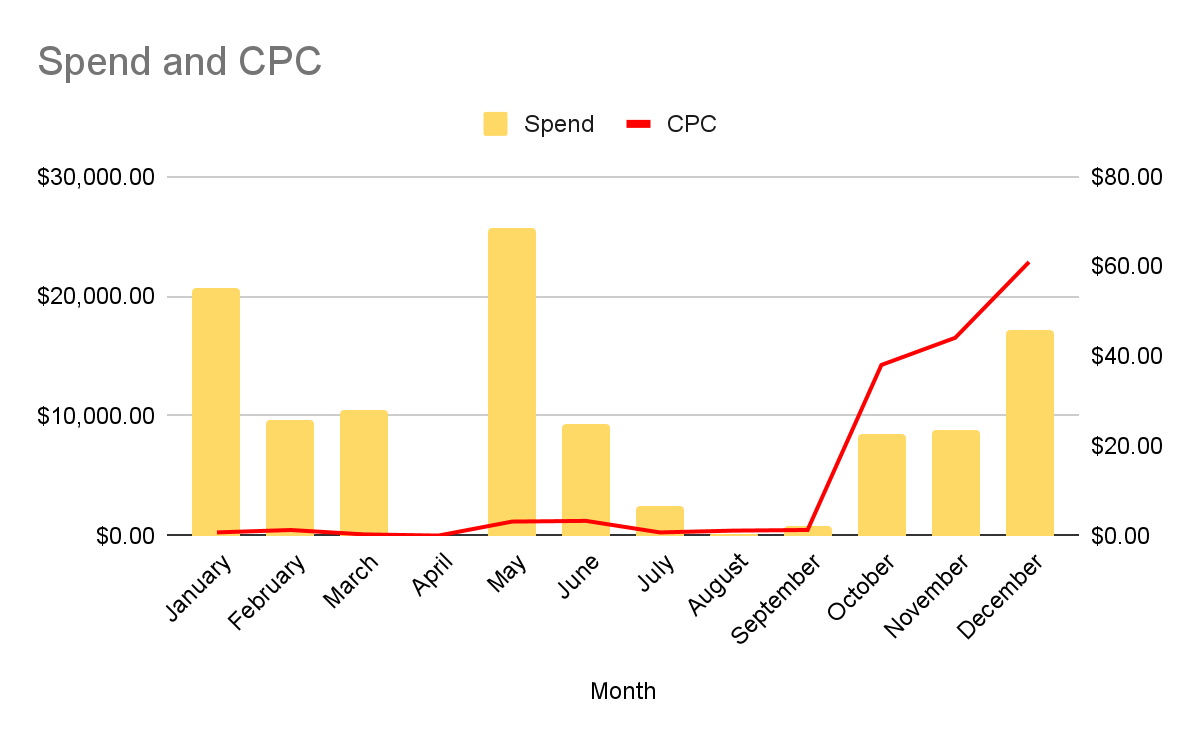 Spend and CPC
Spend CPC
$30,000.00
$20,000.00
$10,000.00
$0.00
$80.00
$60.00
$40.00
$20.00
$0.00
January
February
March
April
May
June
July
August
September
October
November
December
Month